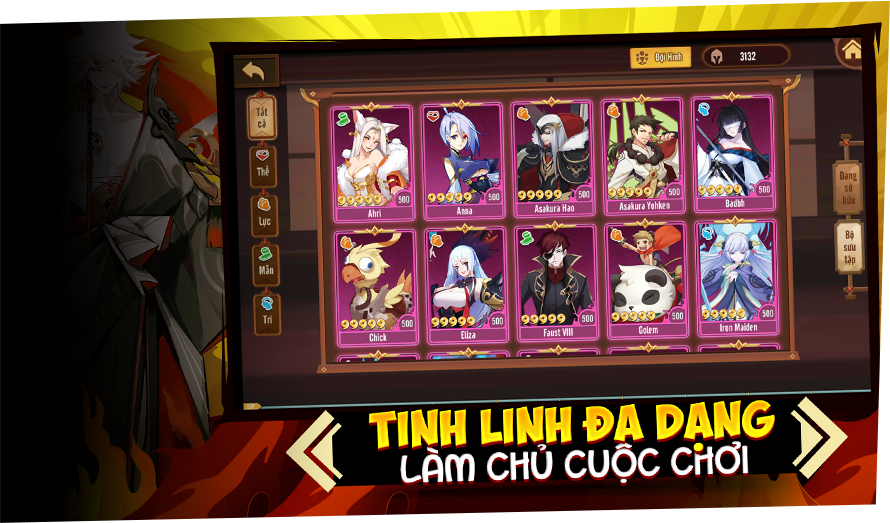 Đội Hình
3132
Tất
cả
Thể
Lực
Mẫn
Trí
500
Ahri
500
Anna
500
Asakura Hao
500
Asakura Yohken
500
Badbh
500
Chick
500
Eliza
500
Faust VIII
500
Golem
500
Iron Maiden
Đang
sở
hữu
Bộ
sưu
tập
TINH LINH ĐA DẠNG
LÀM CHỦ CUỘC CHƠI